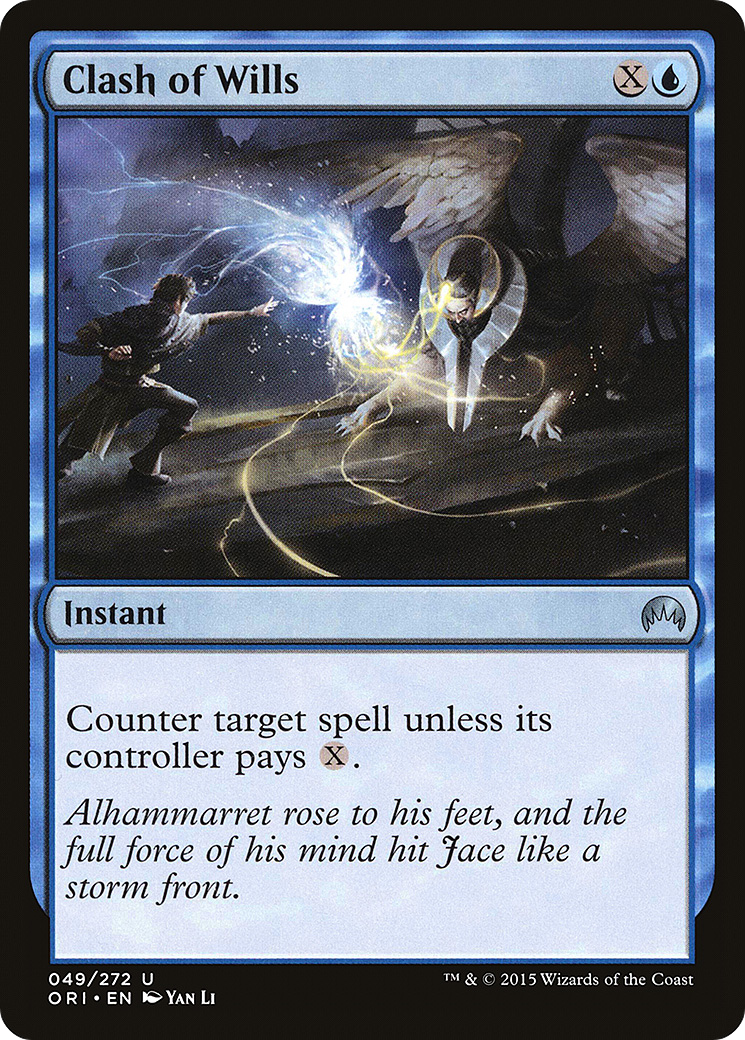 Clash of Wills X
Instant
Counter target spell unless its
controller pays X.
Alhammarret rose to his feet, and the
full force of his mind hit Jace like a
storm front.
049/272 U
ORI • EN Yan Li
™ & © 2015 Wizards of the Coast